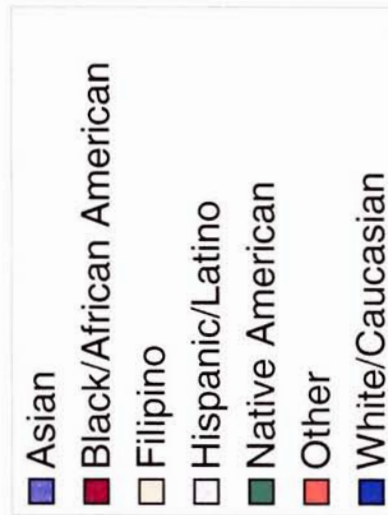 Asian
Black/African American
Filipino
Hispanic/Latino
Native American
Other
White/Caucasian